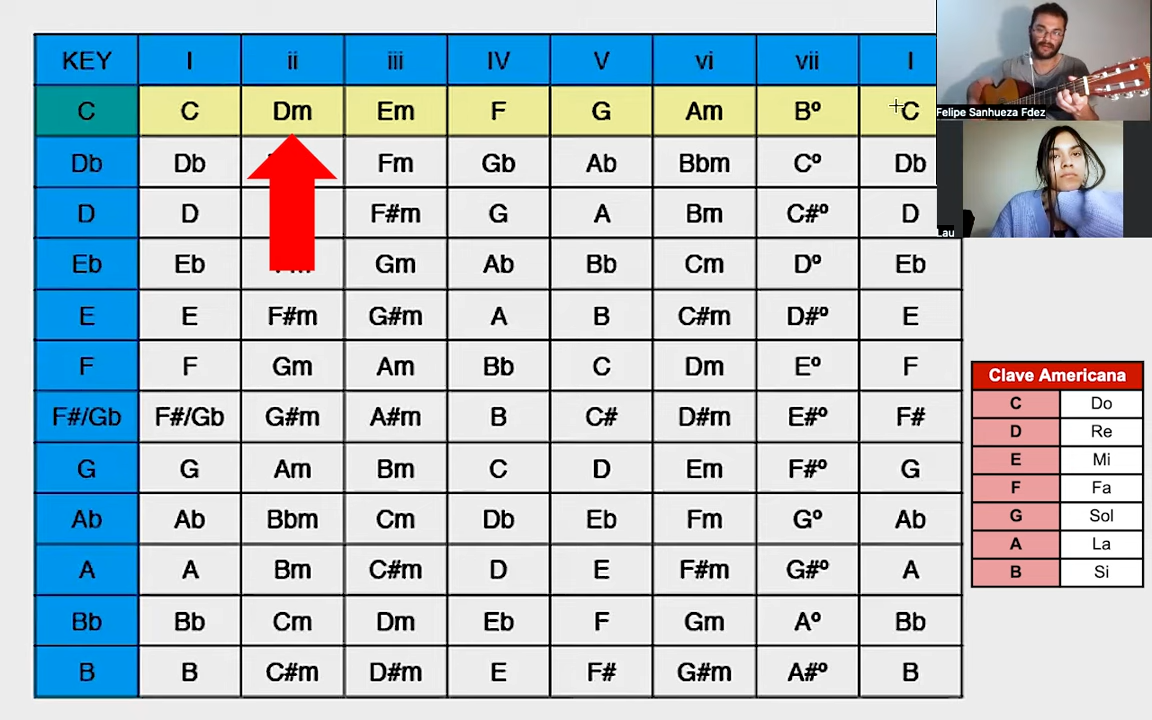 KEY I ii iii IV V vi vii I
C C Dm Em F G Am Bº C
Felipe Sanhueza Fdez
Db Db Fm Gb Ab Bbm Cº Db
D D F#m G A Bm C#º D
Lau
Eb Eb Gm Ab Bb Cm Dº Eb
E E F#m G#m A B C#m D#º E
F F Gm Am Bb C Dm Eº F
F#/Gb F#/Gb G#m A#m B C# D#m E#º F#
G G Am Bm C D Em F#º G
Ab Ab Bbm Cm Db Eb Fm Gº Ab
A A Bm C#m D E F#m G#º A
Bb Bb Cm Dm Eb F Gm Aº Bb
B B C#m D#m E F# G#m A#º B
Clave Americana
C Do
D Re
E Mi
F Fa
G Sol
A La
B Si